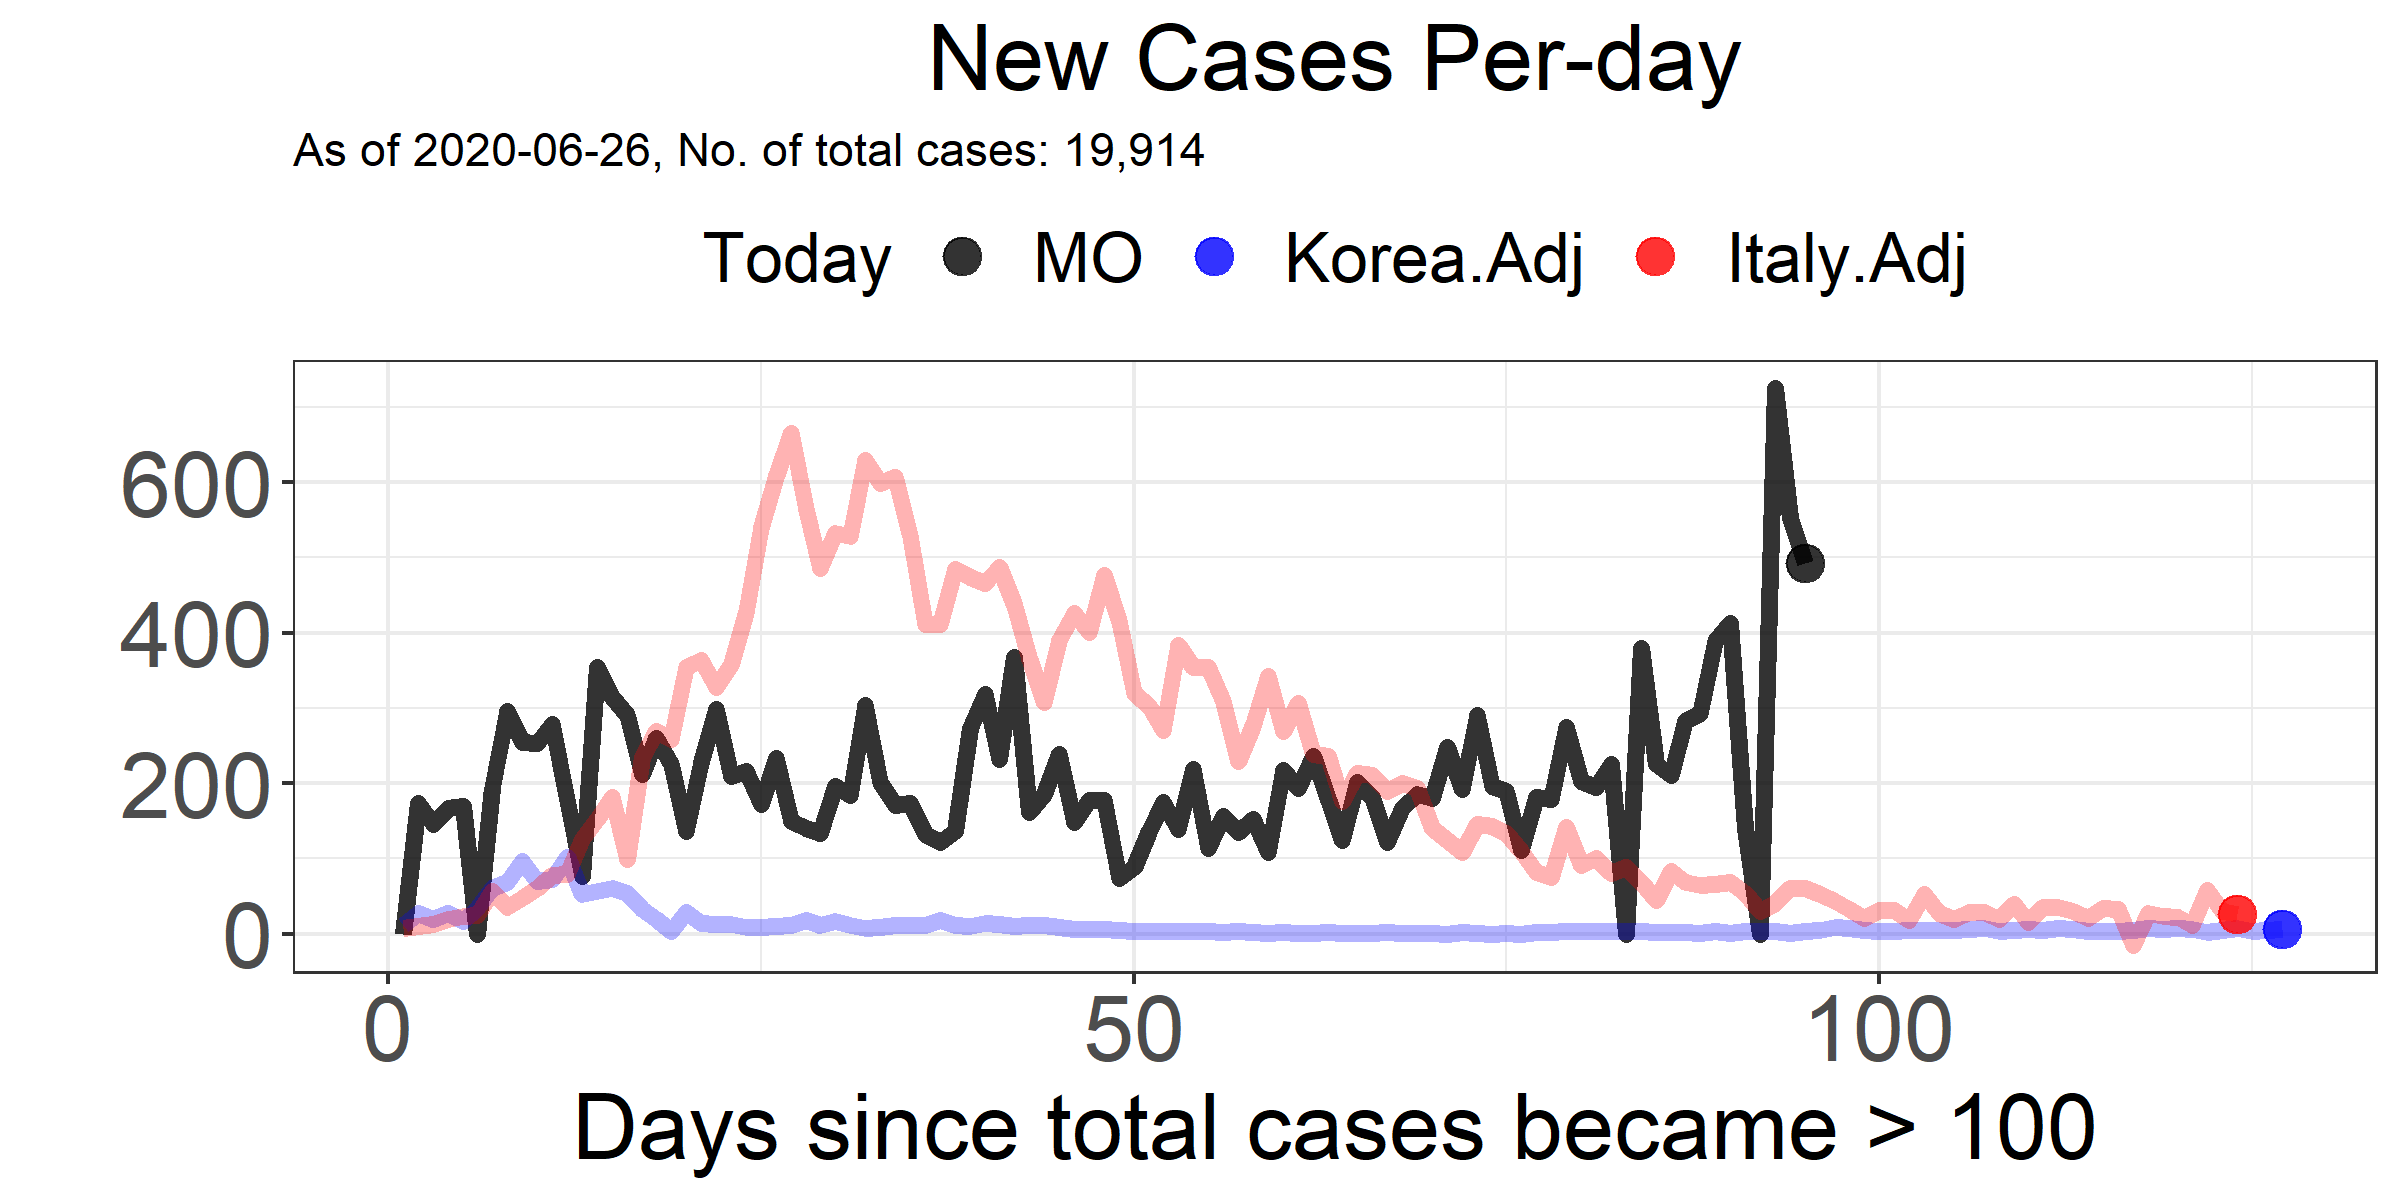 New Cases Per-day
As of 2020-06-26, No. of total cases: 19,914
Today MO Korea.Adj Italy.Adj
600
400
200
0
0 50 100
Days since total cases became > 100